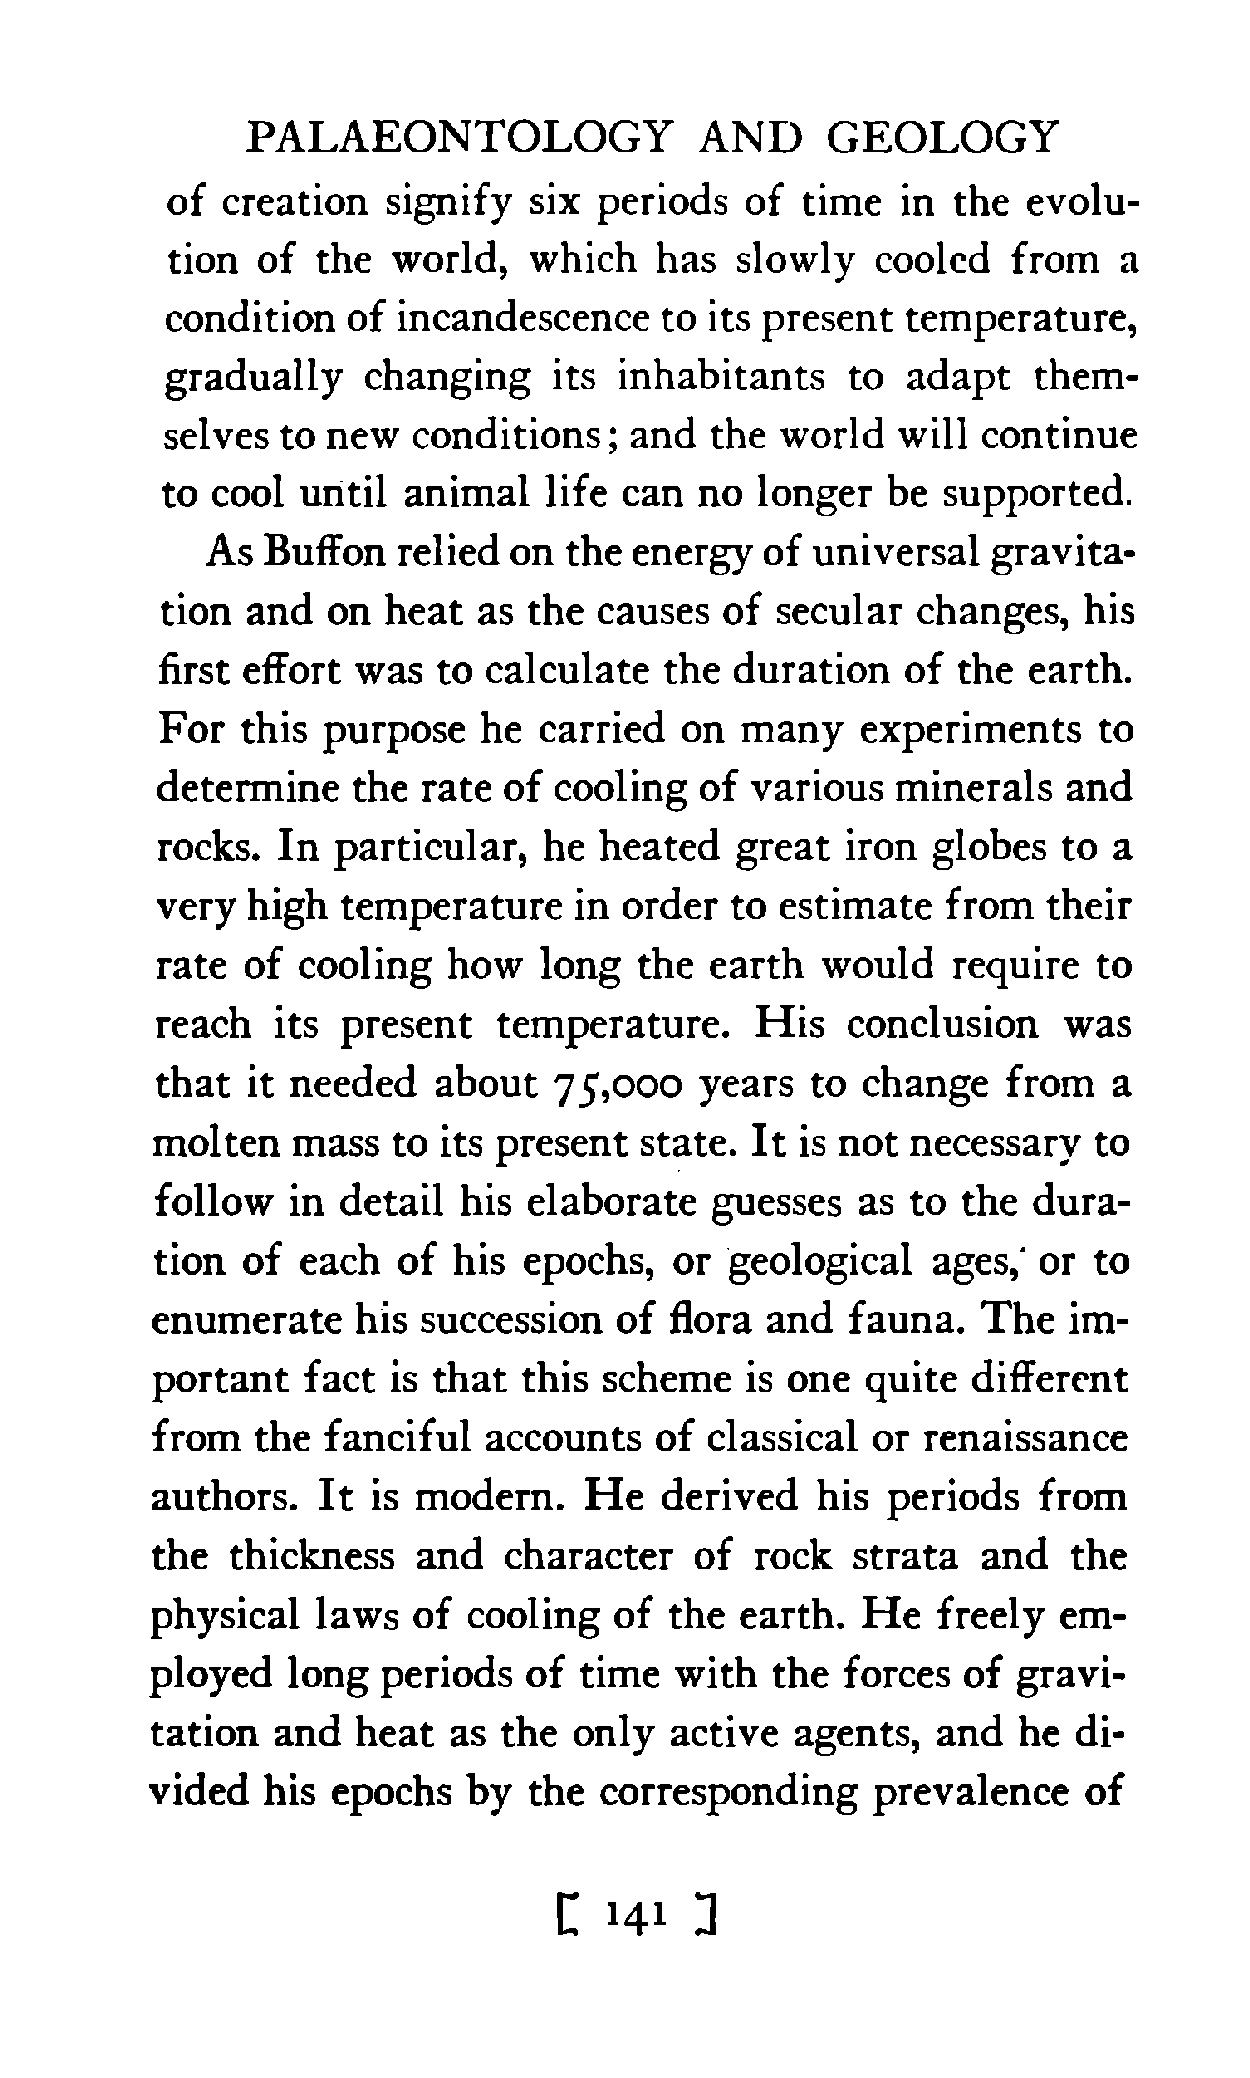 PALAEONTOLOGY AND GEOLOGY
of creation signify six periods of time in the evolu-
tion of the world, which has slowly cooled from a
condition of incandescence to its present temperature,
gradually changing its inhabitants to adapt them-
selves to new conditions; and the world will continue
to cool until animal life can no longer be supported.
As Buffon relied on the energy of universal gravita-
tion and on heat as the causes of secular changes, his
first effort was to calculate the duration of the earth.
For this purpose he carried on many experiments to
determine the rate of cooling of various minerals and
rocks. In particular, he heated great iron globes to a
very high temperature in order to estimate from their
rate of cooling how long the earth would require to
reach its present temperature. His conclusion was
that it needed about 75,000 years to change from a
molten mass to its present state. It is not necessary to
follow in detail his elaborate guesses as to the dura-
tion of each of his epochs, or geological ages, or to
enumerate his succession of flora and fauna. The im-
portant fact is that this scheme is one quite different
from the fanciful accounts of classical or renaissance
authors. It is modern. He derived his periods from
the thickness and character of rock strata and the
physical laws of cooling of the earth. He freely em-
ployed long periods of time with the forces of gravi-
tation and heat as the only active agents, and he di-
vided his epochs by the corresponding prevalence of
[ 141 ]